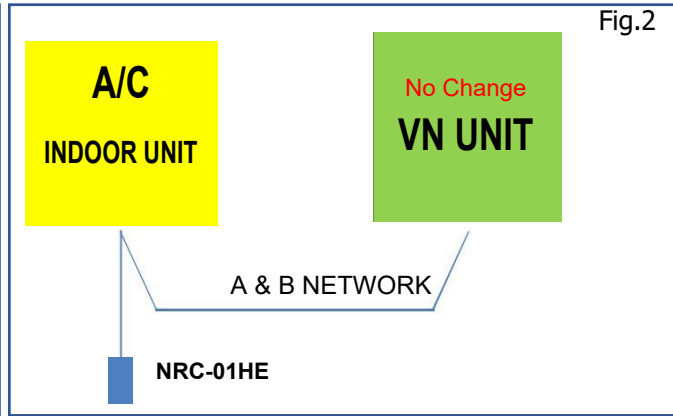 Fig.2
A/C
INDOOR UNIT
No Change
VN UNIT
A & B NETWORK
NRC-01HE